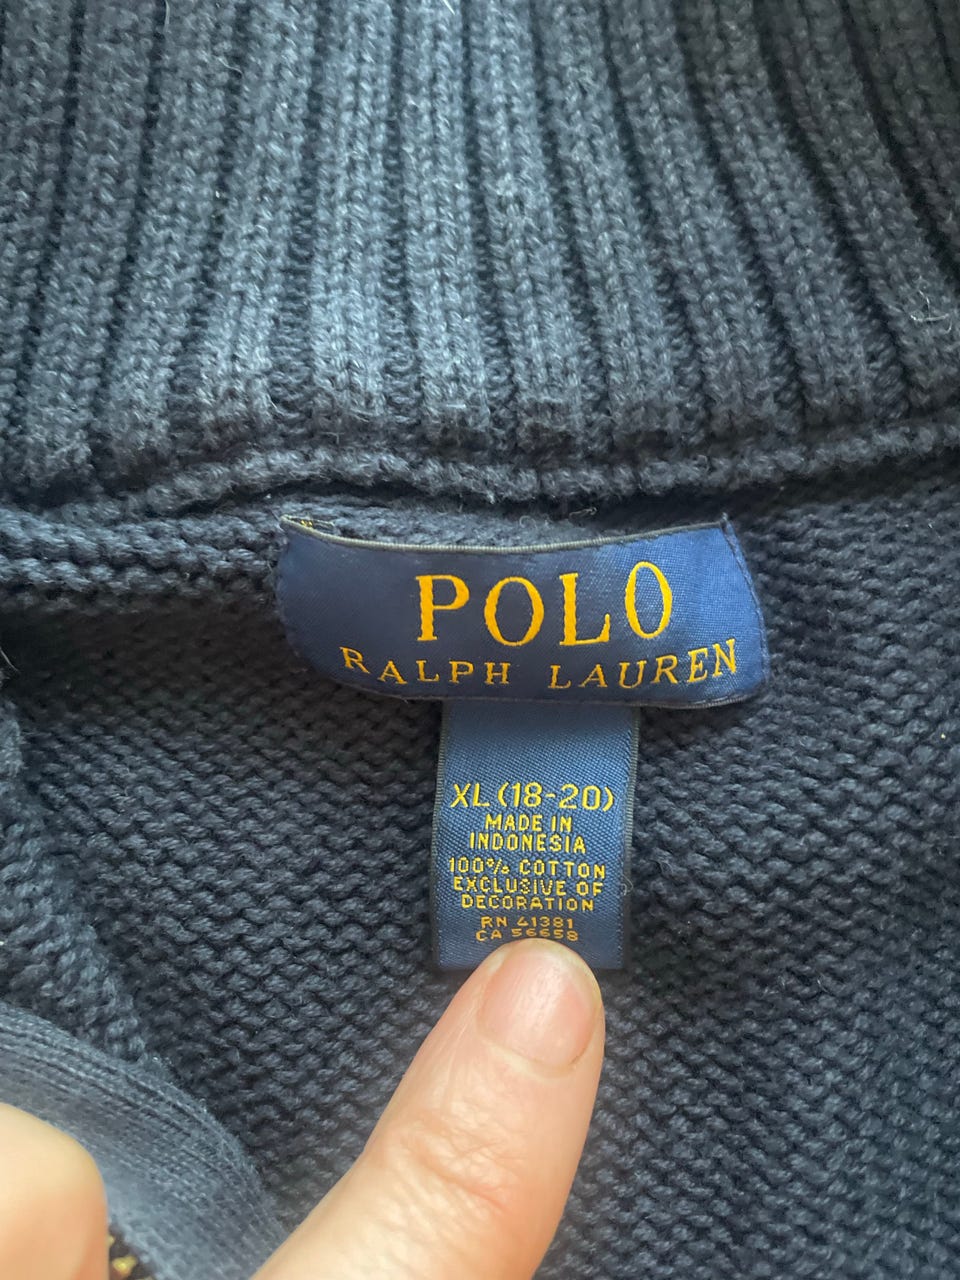 POLO
RALPH LAUREN
XL (18-20)
MADE IN
INDONESIA
100% COTTON
EXCLUSIVE OF
DECORATION
RN 41381
CA 56658